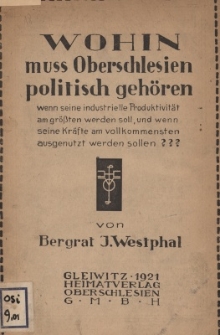 WOHIN
muss Oberschlesien
politisch gehören
wenn seine industrielle Produktivität
am größten werden soll, und wenn
seine Kräfte am vollkommensten
ausgenutzt werden sollen ???
von
Bergrat J. Westphal
GLEIWITZ · 1921
HEIMATVERLAG
OBERSCHLESIEN
G · M · B · H
OSi